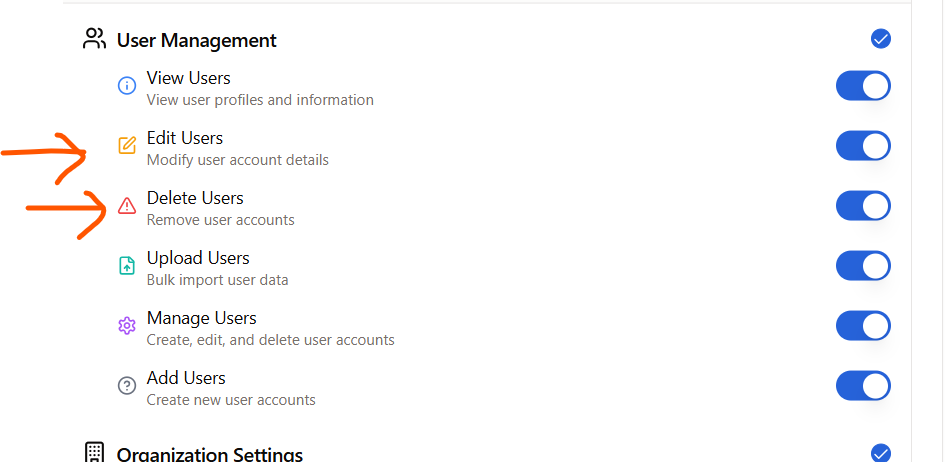 User Management
View Users
View user profiles and information
Edit Users
Modify user account details
Delete Users
Remove user accounts
Upload Users
Bulk import user data
Manage Users
Create, edit, and delete user accounts
Add Users
Create new user accounts
Organization Settings